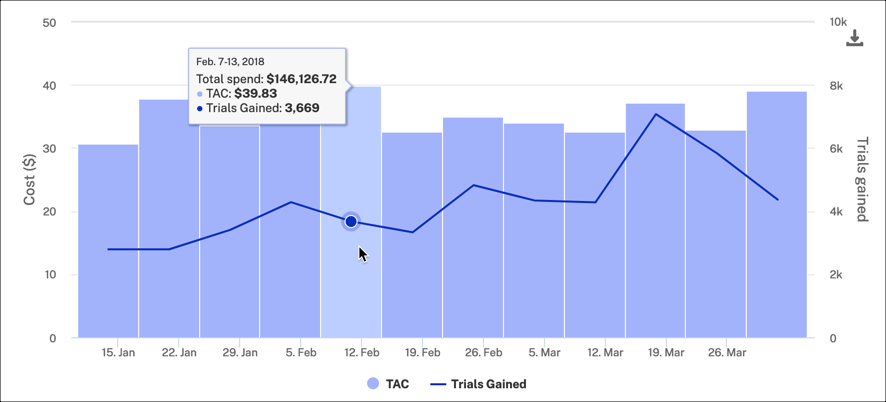 50
40
30
20
10
0
Cost ($)
10k
8k
6k
4k
2k
0
Trials gained
Feb. 7-13, 2018
Total spend: $146,126.72
TAC: $39.83
Trials Gained: 3,669
15. Jan 22. Jan 29. Jan 5. Feb 12. Feb 19. Feb 26. Feb 5. Mar 12. Mar 19. Mar 26. Mar
TAC Trials Gained